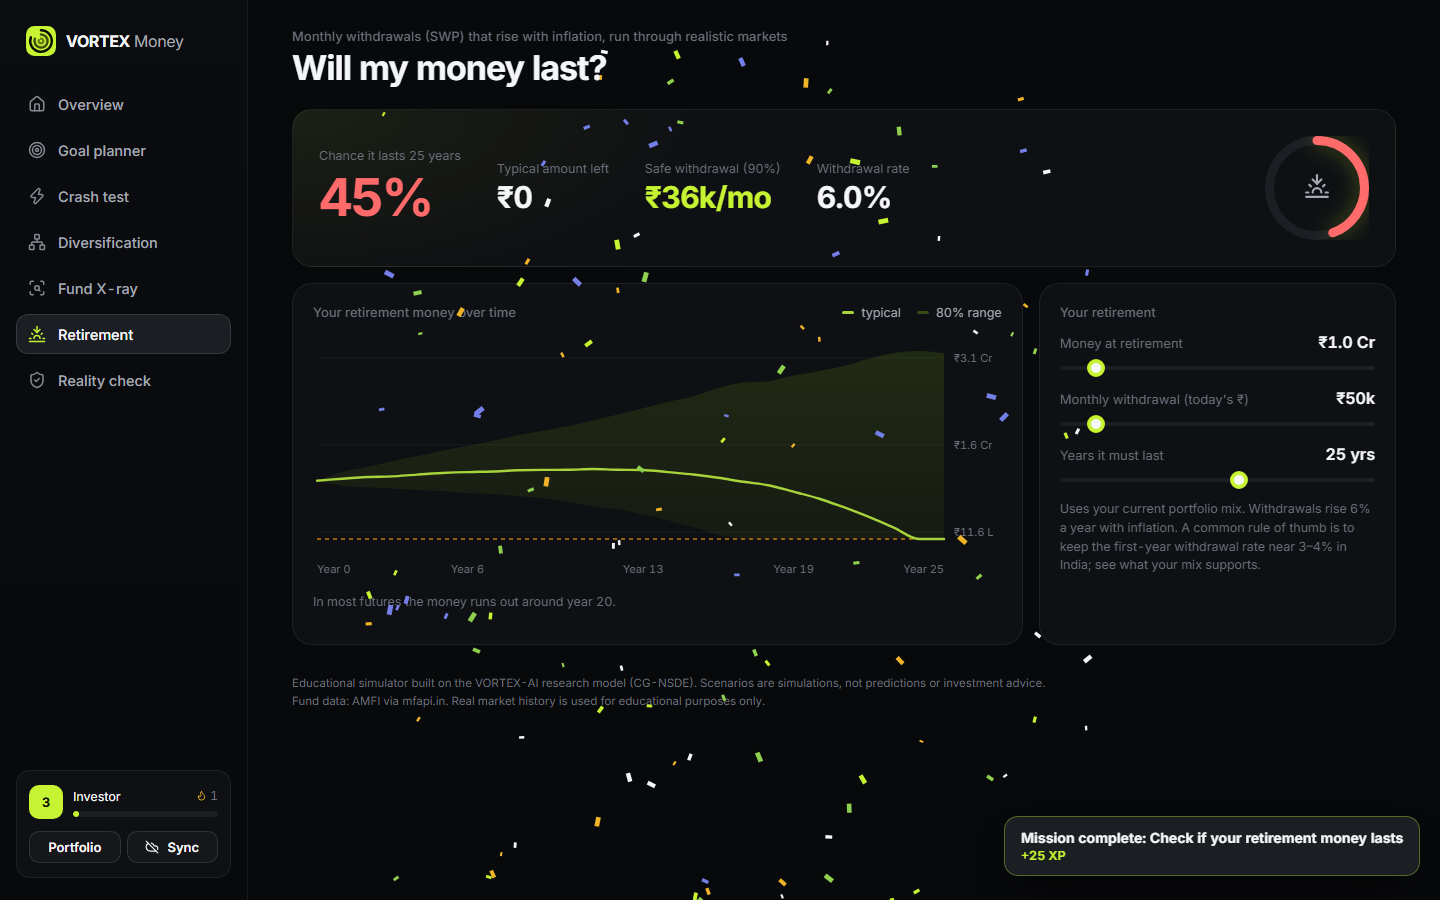 VORTEX Money
Overview
Goal planner
Crash test
Diversification
Fund X-ray
Retirement
Reality check
3
Investor
1
Portfolio
Sync
Monthly withdrawals (SWP) that rise with inflation, run through realistic markets
Will my money last?
Chance it lasts 25 years
45%
Typical amount left
₹0
Safe withdrawal (90%)
₹36k/mo
Withdrawal rate
6.0%
Your retirement money over time
typical
80% range
₹3.1 Cr
₹1.6 Cr
₹11.6 L
Year 0
Year 6
Year 13
Year 19
Year 25
In most futures the money runs out around year 20.
Your retirement
Money at retirement
₹1.0 Cr
Monthly withdrawal (today's ₹)
₹50k
Years it must last
25 yrs
Uses your current portfolio mix. Withdrawals rise 6%
a year with inflation. A common rule of thumb is to
keep the first-year withdrawal rate near 3–4% in
India; see what your mix supports.
Educational simulator built on the VORTEX-AI research model (CG-NSDE). Scenarios are simulations, not predictions or investment advice.
Fund data: AMFI via mfapi.in. Real market history is used for educational purposes only.
Mission complete: Check if your retirement money lasts
+25 XP